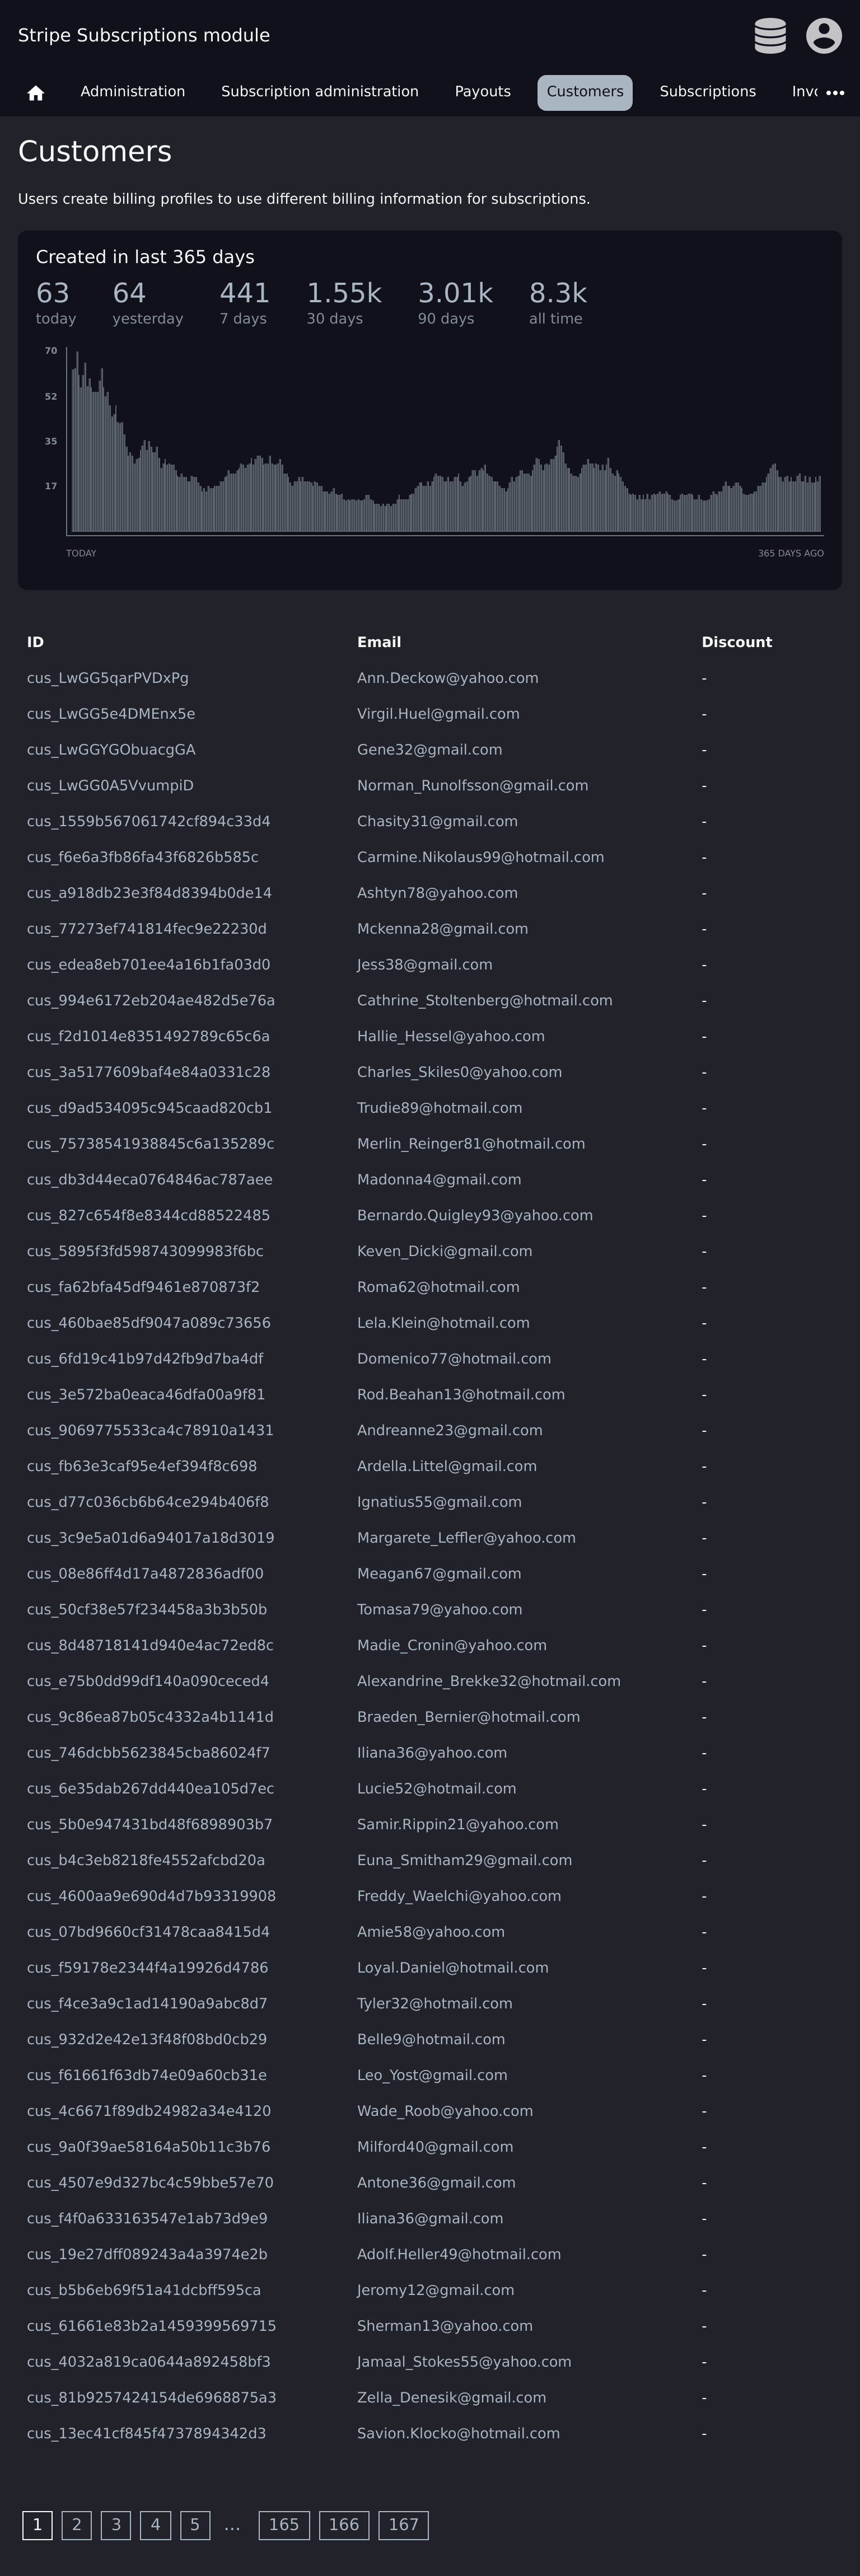 Stripe Subscriptions module
Administration Subscription administration Payouts Customers Subscriptions
Customers
Users create billing profiles to use different billing information for subscriptions.
Created in last 365 days
63 64 441 1.55k 3.01k 8.3k
today yesterday 7 days 30 days 90 days all time
70
52
35
17
TODAY 365 DAYS AGO
ID Email Discount
cus_LwGG5qarPVDxPg Ann.Deckow@yahoo.com -
cus_LwGG5e4DMEnx5e Virgil.Huel@gmail.com -
cus_LwGGYGObuacgGA Gene32@gmail.com -
cus_LwGG0A5VvumpiD Norman_Runolfsson@gmail.com -
cus_1559b567061742cf894c33d4 Chasity31@gmail.com -
cus_f6e6a3fb86fa43f6826b585c Carmine.Nikolaus99@hotmail.com -
cus_a918db23e3f84d8394b0de14 Ashtyn78@yahoo.com -
cus_77273ef741814fec9e22230d Mckenna28@gmail.com -
cus_edea8eb701ee4a16b1fa03d0 Jess38@gmail.com -
cus_994e6172eb204ae482d5e76a Cathrine_Stoltenberg@hotmail.com -
cus_f2d1014e8351492789c65c6a Hallie_Hessel@yahoo.com -
cus_3a5177609baf4e84a0331c28 Charles_Skiles0@yahoo.com -
cus_d9ad534095c945caad820cb1 Trudie89@hotmail.com -
cus_75738541938845c6a135289c Merlin_Reinger81@hotmail.com -
cus_db3d44eca0764846ac787aee Madonna4@gmail.com -
cus_827c654f8e8344cd88522485 Bernardo.Quigley93@yahoo.com -
cus_5895f3fd598743099983f6bc Keven_Dicki@gmail.com -
cus_fa62bfa45df9461e870873f2 Roma62@hotmail.com -
cus_460bae85df9047a089c73656 Lela.Klein@hotmail.com -
cus_6fd19c41b97d42fb9d7ba4df Domenico77@hotmail.com -
cus_3e572ba0eaca46dfa00a9f81 Rod.Beahan13@hotmail.com -
cus_9069775533ca4c78910a1431 Andreanne23@gmail.com -
cus_fb63e3caf95e4ef394f8c698 Ardella.Littel@gmail.com -
cus_d77c036cb6b64ce294b406f8 Ignatius55@gmail.com -
cus_3c9e5a01d6a94017a18d3019 Margarete_Leffler@yahoo.com -
cus_08e86ff4d17a4872836adf00 Meagan67@gmail.com -
cus_50cf38e57f234458a3b3b50b Tomasa79@yahoo.com -
cus_8d48718141d940e4ac72ed8c Madie_Cronin@yahoo.com -
cus_e75b0dd99df140a090ceced4 Alexandrine_Brekke32@hotmail.com -
cus_9c86ea87b05c4332a4b1141d Braeden_Bernier@hotmail.com -
cus_746dcbb5623845cba86024f7 Iliana36@yahoo.com -
cus_6e35dab267dd440ea105d7ec Lucie52@hotmail.com -
cus_5b0e947431bd48f6898903b7 Samir.Rippin21@yahoo.com -
cus_b4c3eb8218fe4552afcbd20a Euna_Smitham29@gmail.com -
cus_4600aa9e690d4d7b93319908 Freddy_Waelchi@yahoo.com -
cus_07bd9660cf31478caa8415d4 Amie58@yahoo.com -
cus_f59178e2344f4a19926d4786 Loyal.Daniel@hotmail.com -
cus_f4ce3a9c1ad14190a9abc8d7 Tyler32@hotmail.com -
cus_932d2e42e13f48f08bd0cb29 Belle9@hotmail.com -
cus_f61661f63db74e09a60cb31e Leo_Yost@gmail.com -
cus_4c6671f89db24982a34e4120 Wade_Roob@yahoo.com -
cus_9a0f39ae58164a50b11c3b76 Milford40@gmail.com -
cus_4507e9d327bc4c59bbe57e70 Antone36@gmail.com -
cus_f4f0a633163547e1ab73d9e9 Iliana36@gmail.com -
cus_19e27dff089243a4a3974e2b Adolf.Heller49@hotmail.com -
cus_b5b6eb69f51a41dcbff595ca Jeromy12@gmail.com -
cus_61661e83b2a1459399569715 Sherman13@yahoo.com -
cus_4032a819ca0644a892458bf3 Jamaal_Stokes55@yahoo.com -
cus_81b9257424154de6968875a3 Zella_Denesik@gmail.com -
cus_13ec41cf845f4737894342d3 Savion.Klocko@hotmail.com -
1 2 3 4 5 … 165 166 167